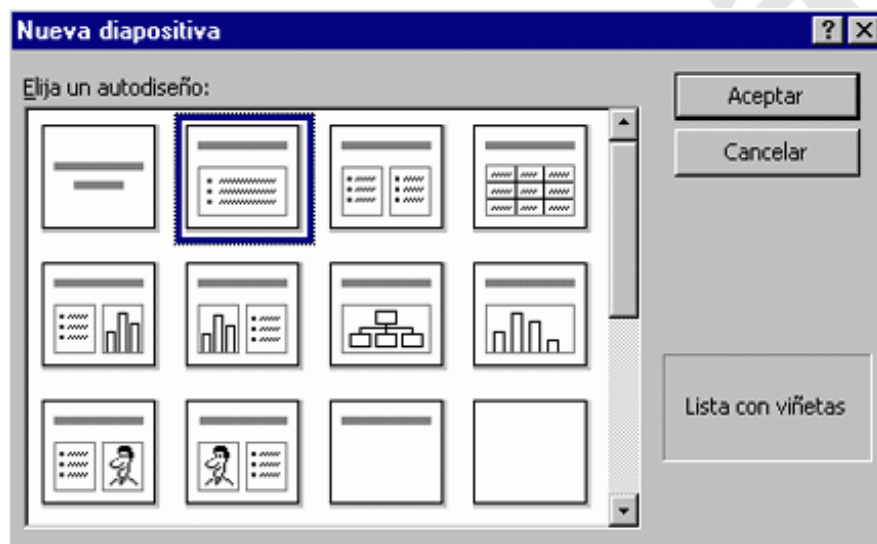 Nueva diapositiva
Elija un autodiseño:
Aceptar
Cancelar
Lista con viñetas